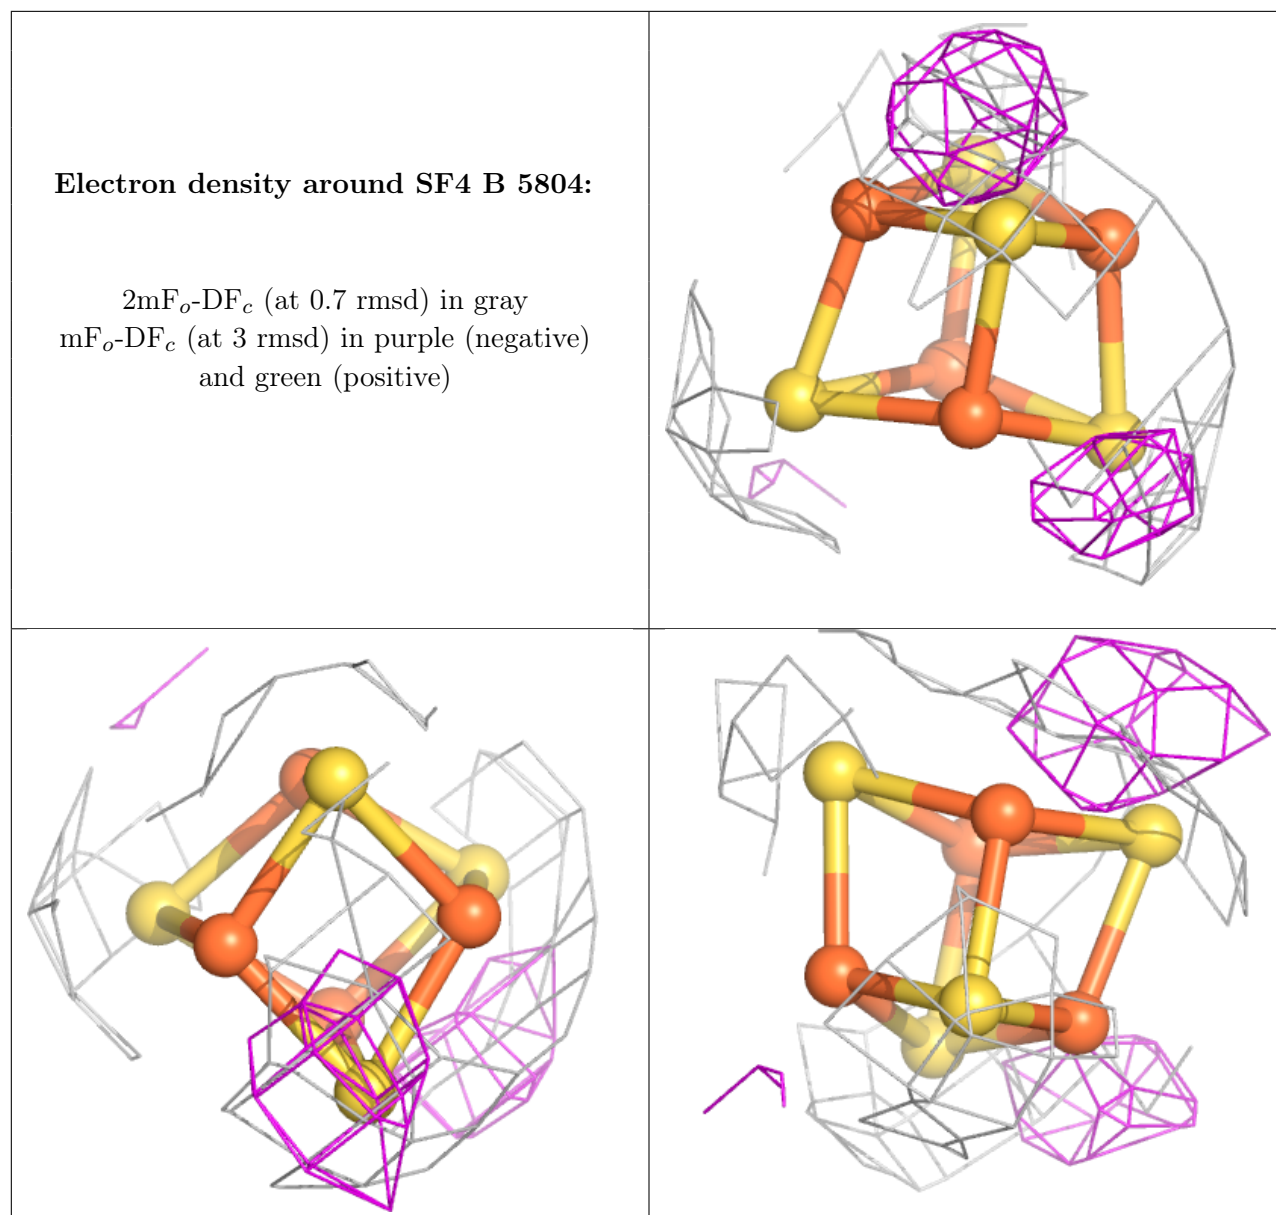 Electron density around SF4 B 5804:
2mFo-DFc (at 0.7 rmsd) in gray
mFo-DFc (at 3 rmsd) in purple (negative)
and green (positive)